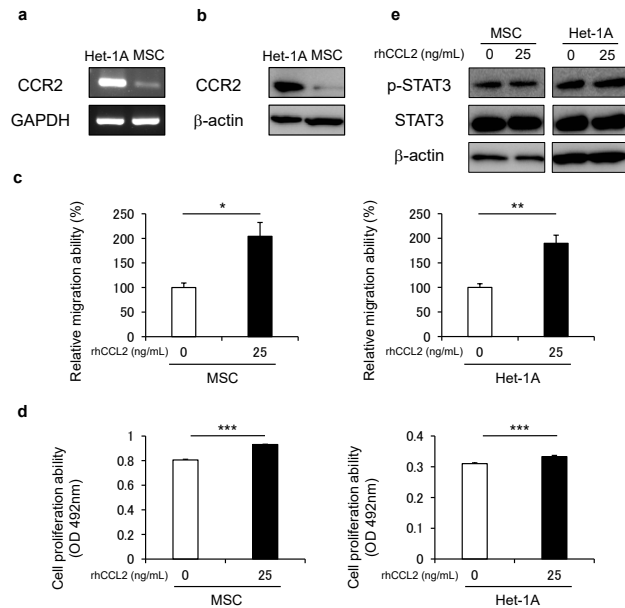 a
Het-1A MSC
CCR2
GAPDH
b
Het-1A MSC
CCR2
β-actin
e
MSC Het-1A
rhCCL2 (ng/mL) 0 25 0 25
p-STAT3
STAT3
β-actin
c
Relative migration ability (%)
250
200
150
100
50
0
*
rhCCL2 (ng/mL) 0 25
MSC
Relative migration ability (%)
250
200
150
100
50
0
**
rhCCL2 (ng/mL) 0 25
Het-1A
d
Cell proliferation ability
(OD 492nm)
1
0.8
0.6
0.4
0.2
0
***
rhCCL2 (ng/mL) 0 25
MSC
Cell proliferation ability
(OD 492nm)
0.4
0.3
0.2
0.1
0
***
rhCCL2 (ng/mL) 0 25
Het-1A